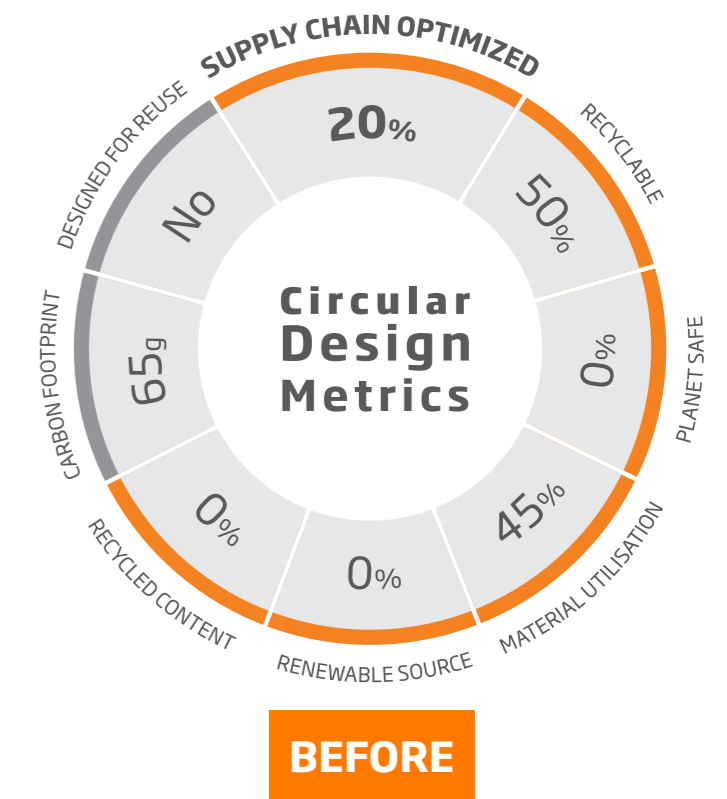 SUPPLY CHAIN OPTIMIZED
20%
RECYCLABLE
50%
PLANET SAFE
0%
MATERIAL UTILISATION
45%
RENEWABLE SOURCE
0%
RECYCLED CONTENT
0%
CARBON FOOTPRINT
65g
DESIGNED FOR REUSE
No
Circular
Design
Metrics
BEFORE